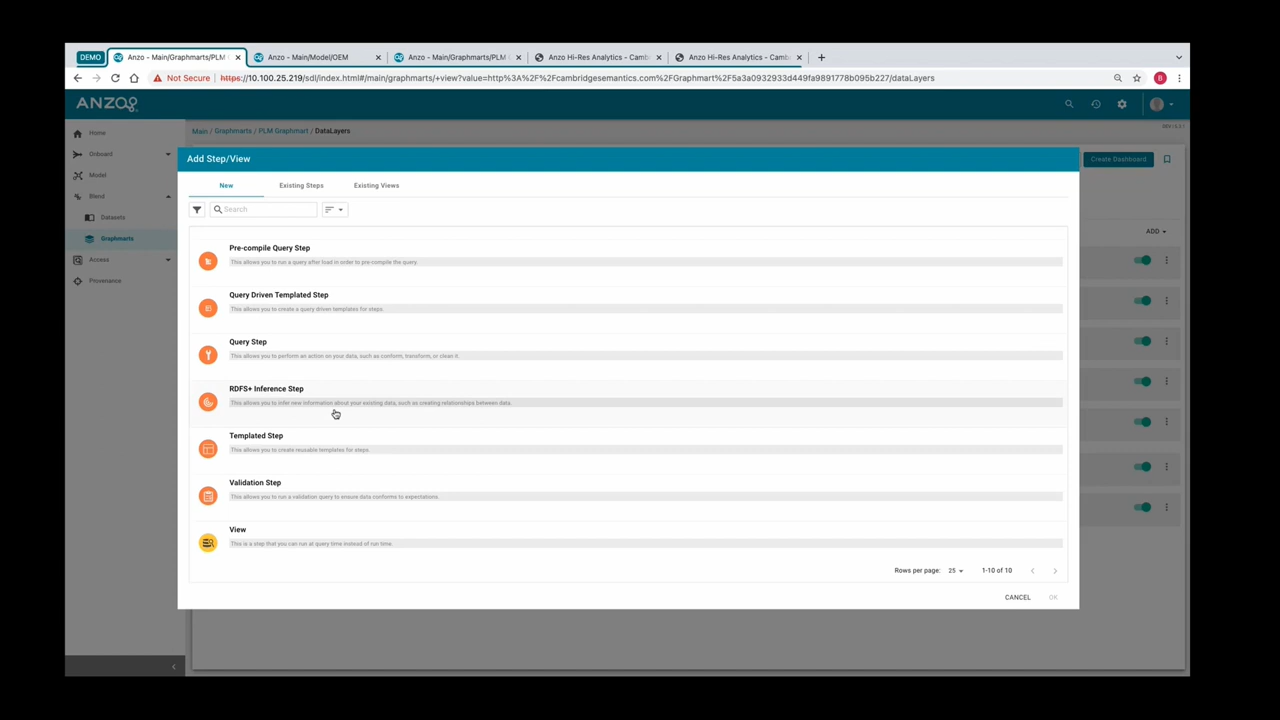 DEMO
Anzo - Main/Graphmarts/PLM
Anzo - Main/Model/OEM
Anzo - Main/Graphmarts/PLM
Anzo Hi-Res Analytics - Camb
Anzo Hi-Res Analytics - Camb
Not Secure
https://10.100.25.219/sdl/index.html#/main/graphmarts/+view?value=http%3A%2F%2Fcambridgesemantics.com%2FGraphmart%2F5a3a0932933d449fa9891778b095b227/dataLayers
B
ANZO
Home
Onboard
Model
Blend
Datasets
Graphmarts
Access
Provenance
Main / Graphmarts / PLM Graphmart / DataLayers
Create Dashboard
ADD
Add Step/View
New
Existing Steps
Existing Views
Search
Pre-compile Query Step
This allows you to run a query after load in order to pre-compile the query.
Query Driven Templated Step
This allows you to create a query driven templates for steps.
Query Step
This allows you to perform an action on your data, such as conform, transform, or clean it.
RDFS+ Inference Step
This allows you to infer new information about your existing data, such as creating relationships between data.
Templated Step
This allows you to create reusable templates for steps.
Validation Step
This allows you to run a validation query to ensure data conforms to expectations.
View
This is a step that you can run at query time instead of run time.
Rows per page: 25
1-10 of 10
CANCEL
OK